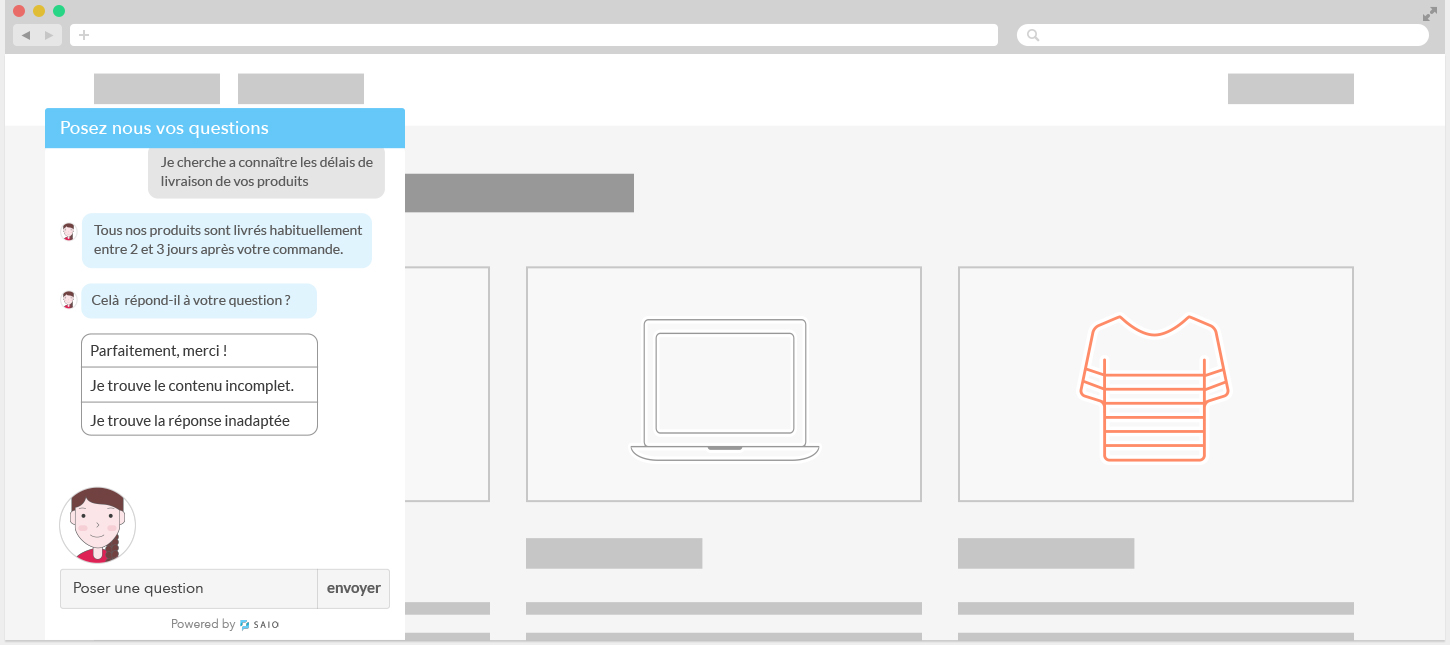 Posez nous vos questions
Je cherche a connaître les délais de
livraison de vos produits
Tous nos produits sont livrés habituellement
entre 2 et 3 jours après votre commande.
Celà répond-il à votre question ?
Parfaitement, merci !
Je trouve le contenu incomplet.
Je trouve la réponse inadaptée
Poser une question
envoyer
Powered by SAIO